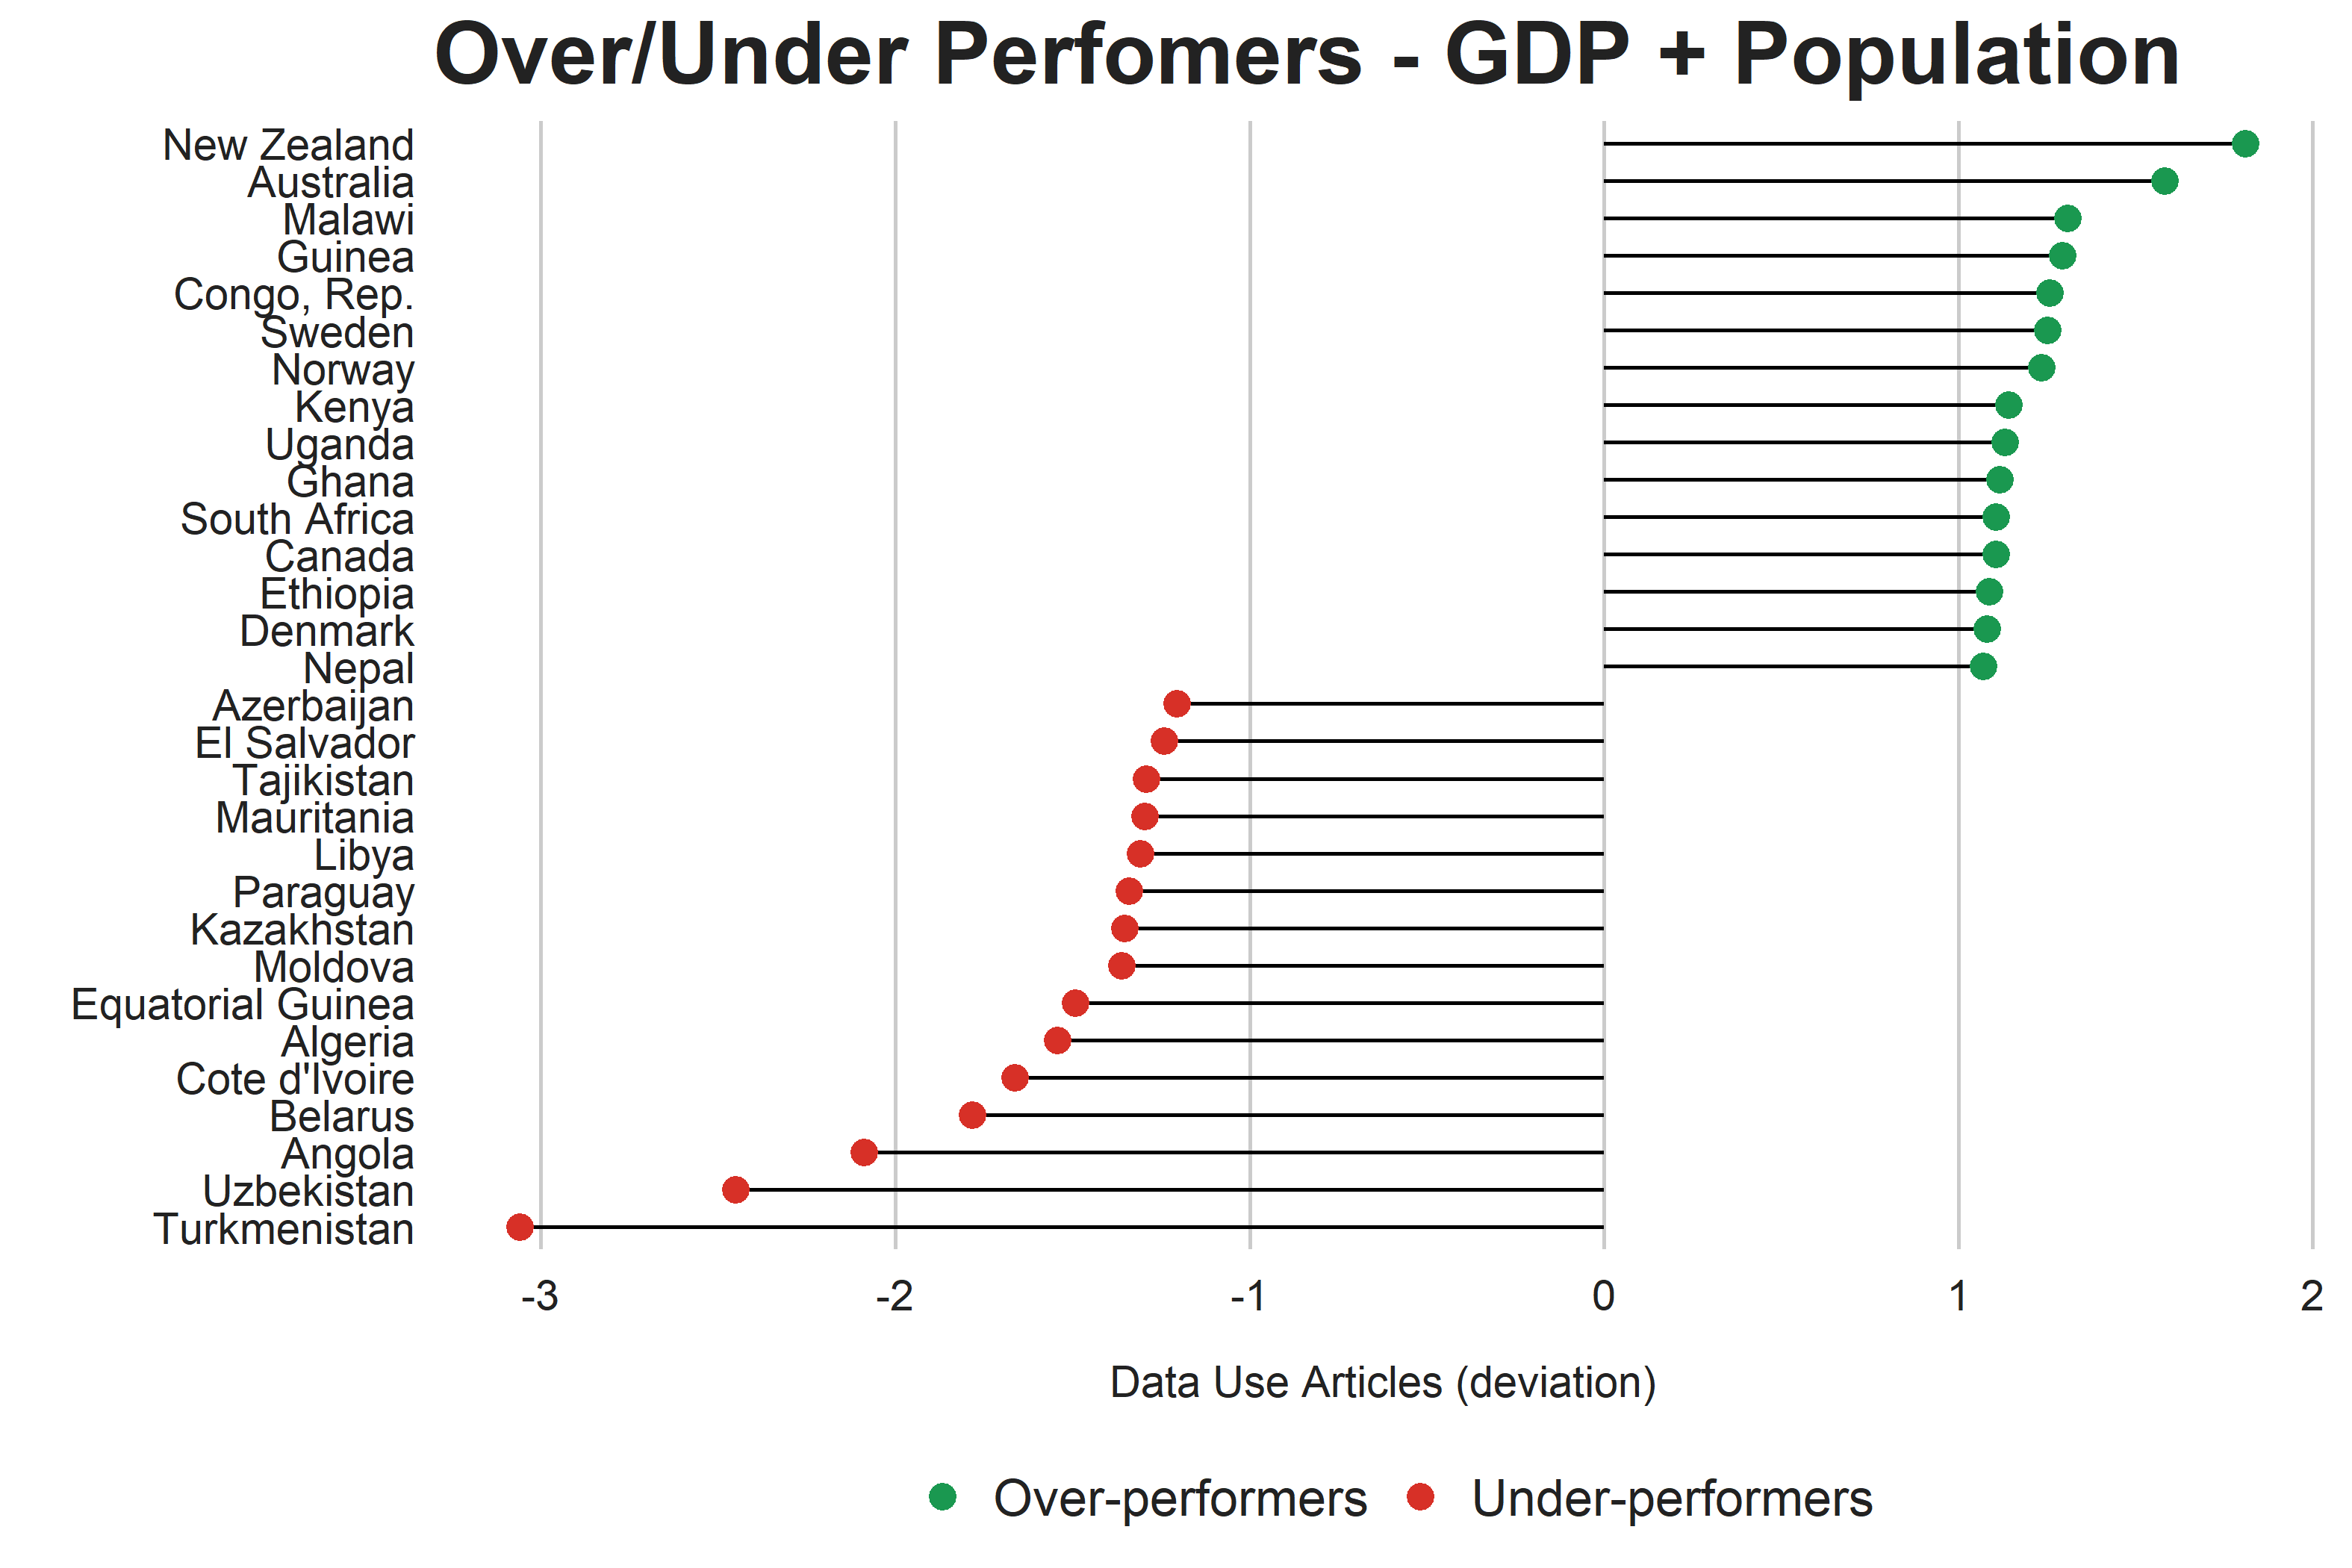 Over/Under Perfomers - GDP + Population
New Zealand
Australia
Malawi
Guinea
Congo, Rep.
Sweden
Norway
Kenya
Uganda
Ghana
South Africa
Canada
Ethiopia
Denmark
Nepal
Azerbaijan
El Salvador
Tajikistan
Mauritania
Libya
Paraguay
Kazakhstan
Moldova
Equatorial Guinea
Algeria
Cote d'Ivoire
Belarus
Angola
Uzbekistan
Turkmenistan
-3 -2 -1 0 1 2
Data Use Articles (deviation)
Over-performers Under-performers